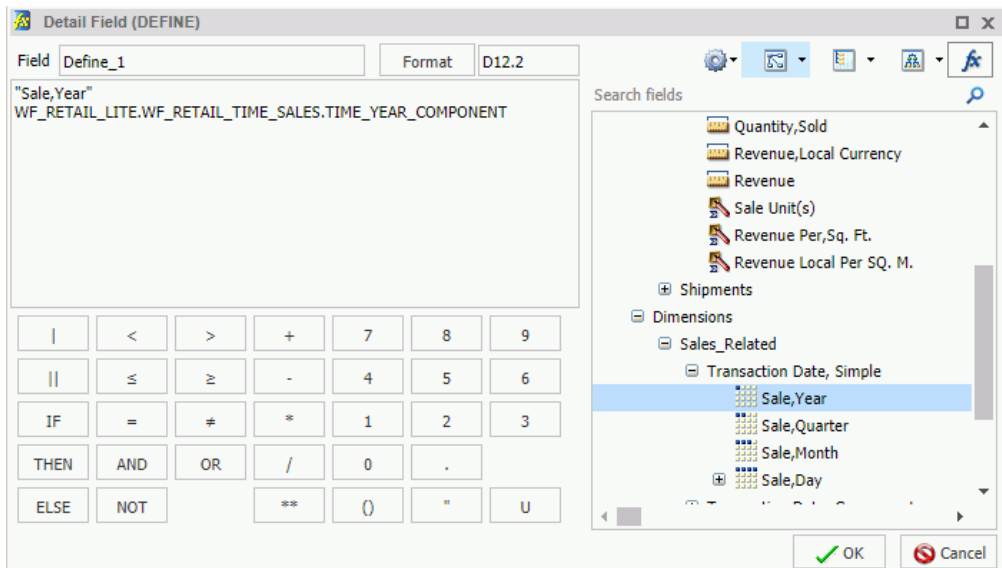 Detail Field (DEFINE)
Field Define_1 Format D12.2
"Sale,Year"
WF_RETAIL_LITE.WF_RETAIL_TIME_SALES.TIME_YEAR_COMPONENT
| < > + 7 8 9
|| ≤ ≥ - 4 5 6
IF = ≠ * 1 2 3
THEN AND OR / 0 .
ELSE NOT ** () " U
fx
Search fields
Quantity,Sold
Revenue,Local Currency
Revenue
Sale Unit(s)
Revenue Per,Sq. Ft.
Revenue Local Per SQ. M.
Shipments
Dimensions
Sales_Related
Transaction Date, Simple
Sale,Year
Sale,Quarter
Sale,Month
Sale,Day
OK Cancel